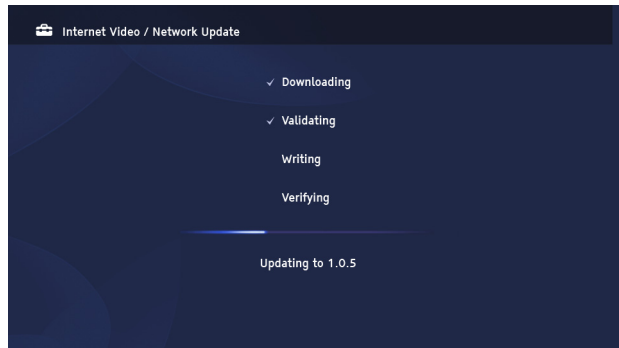 Internet Video / Network Update
✓ Downloading
✓ Validating
Writing
Verifying
Updating to 1.0.5